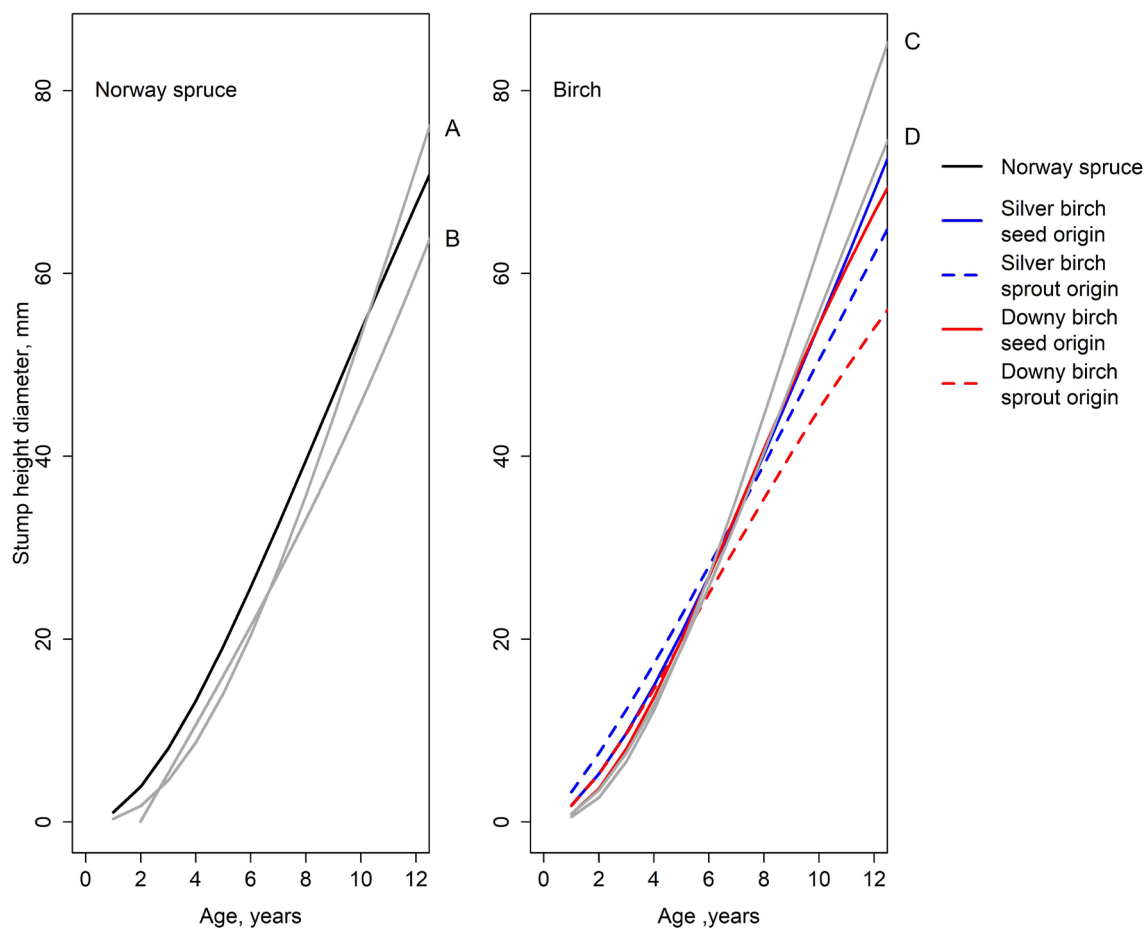 Norway spruce
Birch
A
B
C
D
Stump height diameter, mm
0
20
40
60
80
0
20
40
60
80
0 2 4 6 8 10 12
0 2 4 6 8 10 12
Age, years
Age ,years
Norway spruce
Silver birch
seed origin
Silver birch
sprout origin
Downy birch
seed origin
Downy birch
sprout origin